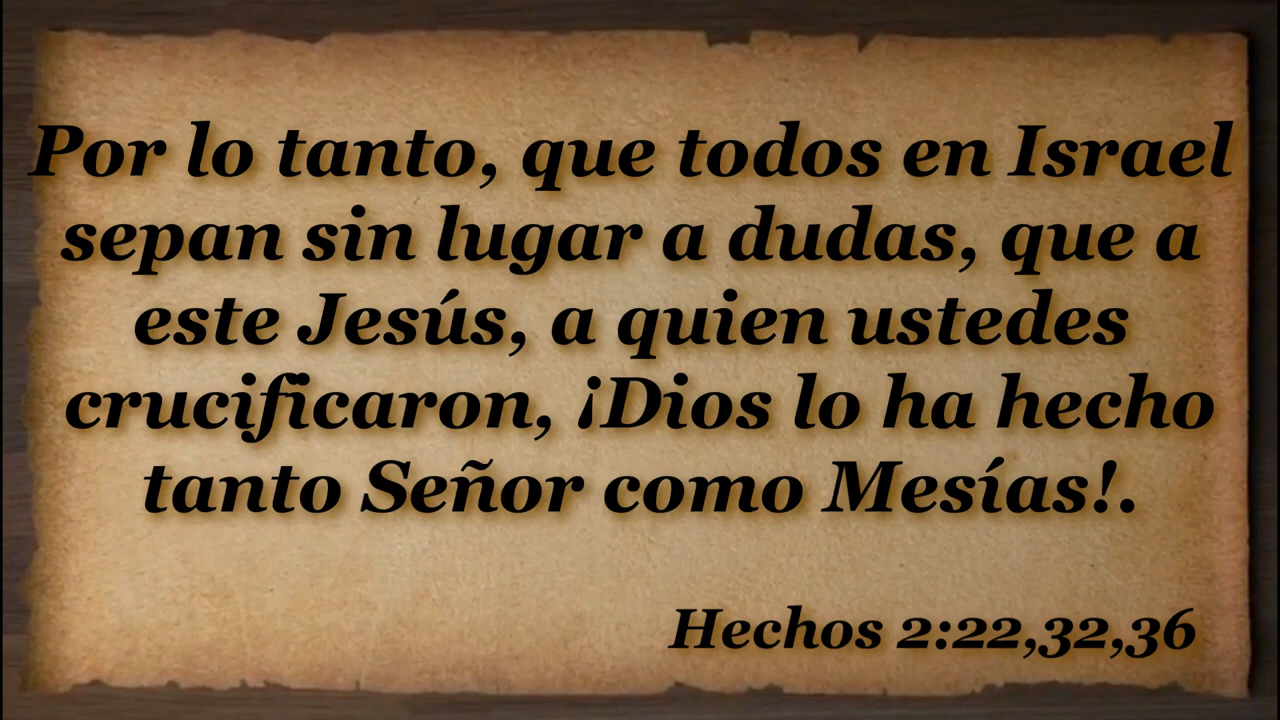 Por lo tanto, que todos en Israel
sepan sin lugar a dudas, que a
este Jesús, a quien ustedes
crucificaron, ¡Dios lo ha hecho
tanto Señor como Mesías!.
Hechos 2:22,32,36